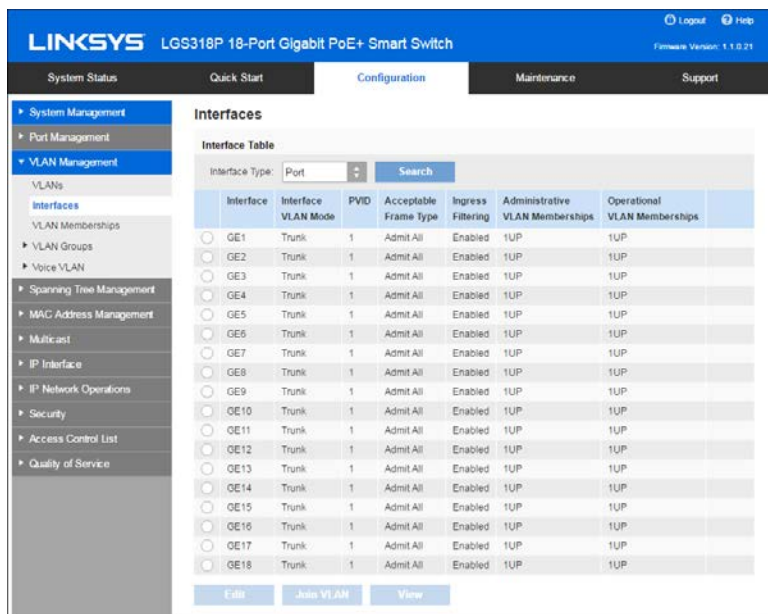 Logout Help
LINKSYS LGS318P 18-Port Gigabit PoE+ Smart Switch
Firmware Version: 1.1.0.21
System Status Quick Start Configuration Maintenance Support
System Management
Port Management
VLAN Management
VLANs
Interfaces
VLAN Memberships
VLAN Groups
Voice VLAN
Spanning Tree Management
MAC Address Management
Multicast
IP Interface
IP Network Operations
Security
Access Control List
Quality of Service
Interfaces
Interface Table
Interface Type: Port Search
Interface Interface VLAN Mode PVID Acceptable Frame Type Ingress Filtering Administrative VLAN Memberships Operational VLAN Memberships
GE1 Trunk 1 Admit All Enabled 1UP 1UP
GE2 Trunk 1 Admit All Enabled 1UP 1UP
GE3 Trunk 1 Admit All Enabled 1UP 1UP
GE4 Trunk 1 Admit All Enabled 1UP 1UP
GE5 Trunk 1 Admit All Enabled 1UP 1UP
GE6 Trunk 1 Admit All Enabled 1UP 1UP
GE7 Trunk 1 Admit All Enabled 1UP 1UP
GE8 Trunk 1 Admit All Enabled 1UP 1UP
GE9 Trunk 1 Admit All Enabled 1UP 1UP
GE10 Trunk 1 Admit All Enabled 1UP 1UP
GE11 Trunk 1 Admit All Enabled 1UP 1UP
GE12 Trunk 1 Admit All Enabled 1UP 1UP
GE13 Trunk 1 Admit All Enabled 1UP 1UP
GE14 Trunk 1 Admit All Enabled 1UP 1UP
GE15 Trunk 1 Admit All Enabled 1UP 1UP
GE16 Trunk 1 Admit All Enabled 1UP 1UP
GE17 Trunk 1 Admit All Enabled 1UP 1UP
GE18 Trunk 1 Admit All Enabled 1UP 1UP
Edit Join VLAN View